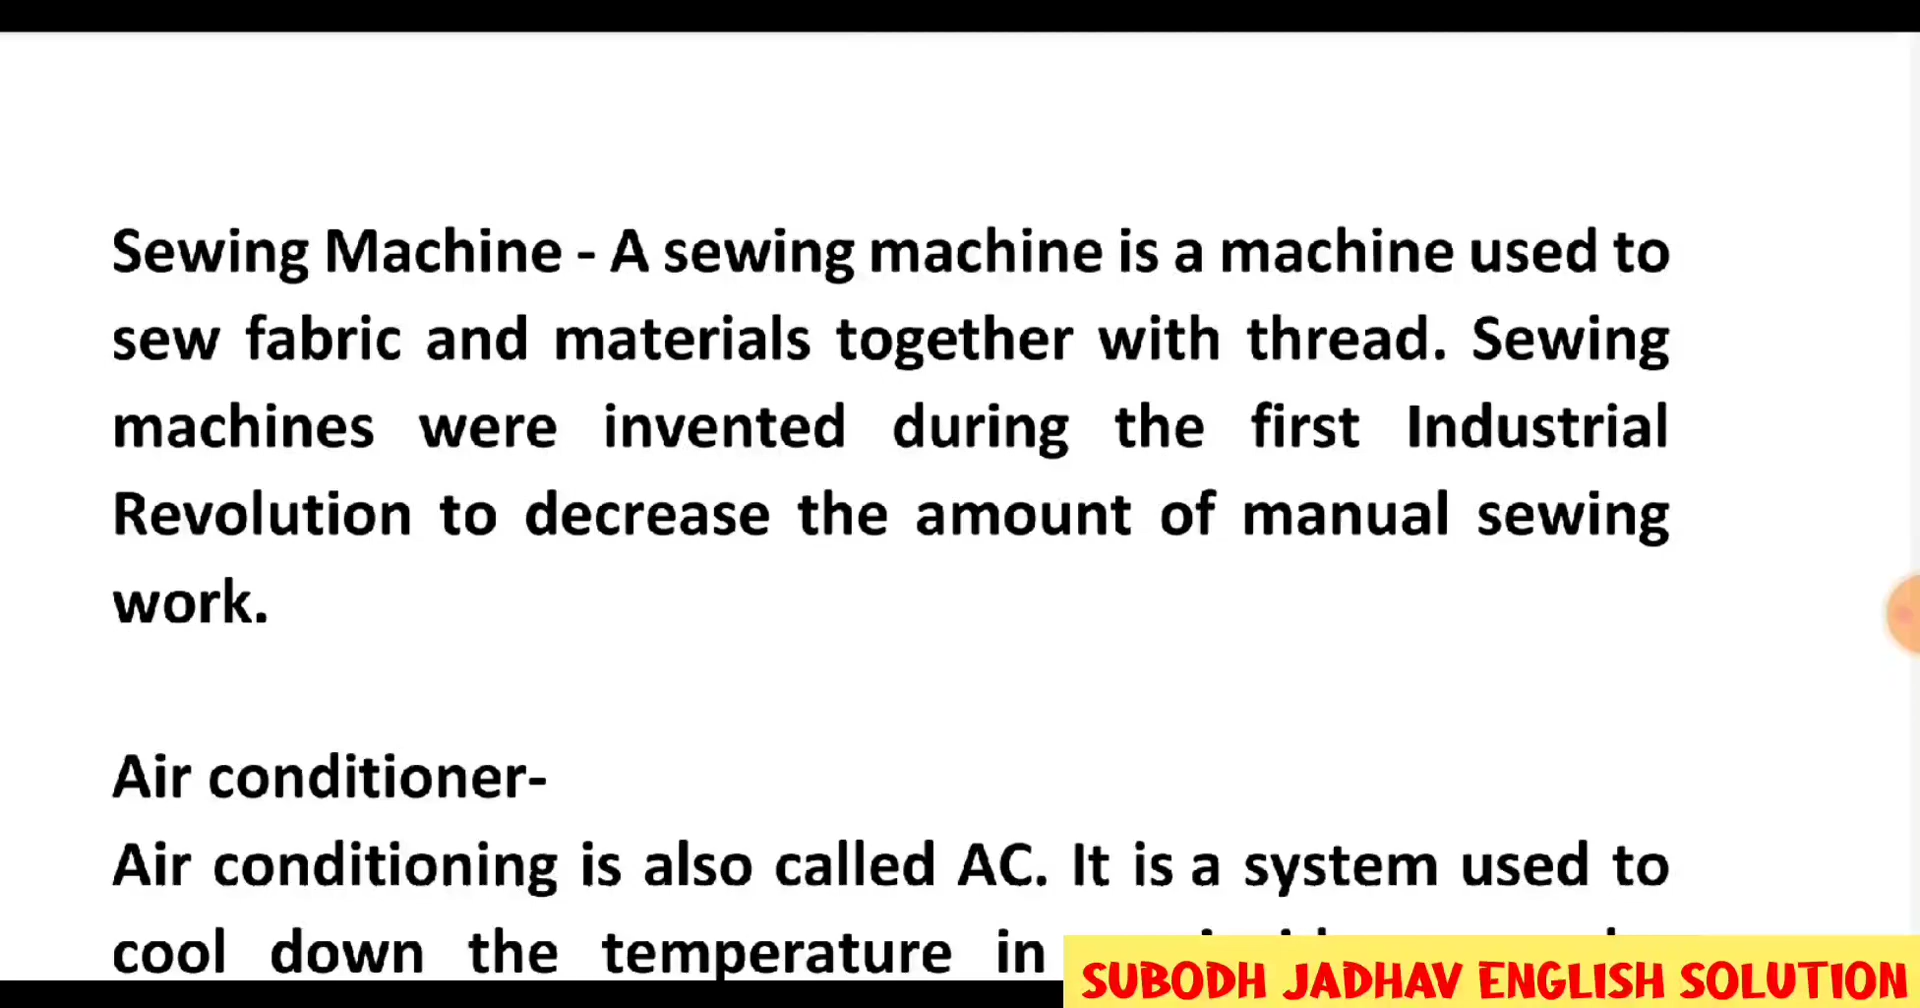 Sewing Machine - A sewing machine is a machine used to
sew fabric and materials together with thread. Sewing
machines were invented during the first Industrial
Revolution to decrease the amount of manual sewing
work.
Air conditioner-
Air conditioning is also called AC. It is a system used to
cool down the temperature in
SUBODH JADHAV ENGLISH SOLUTION